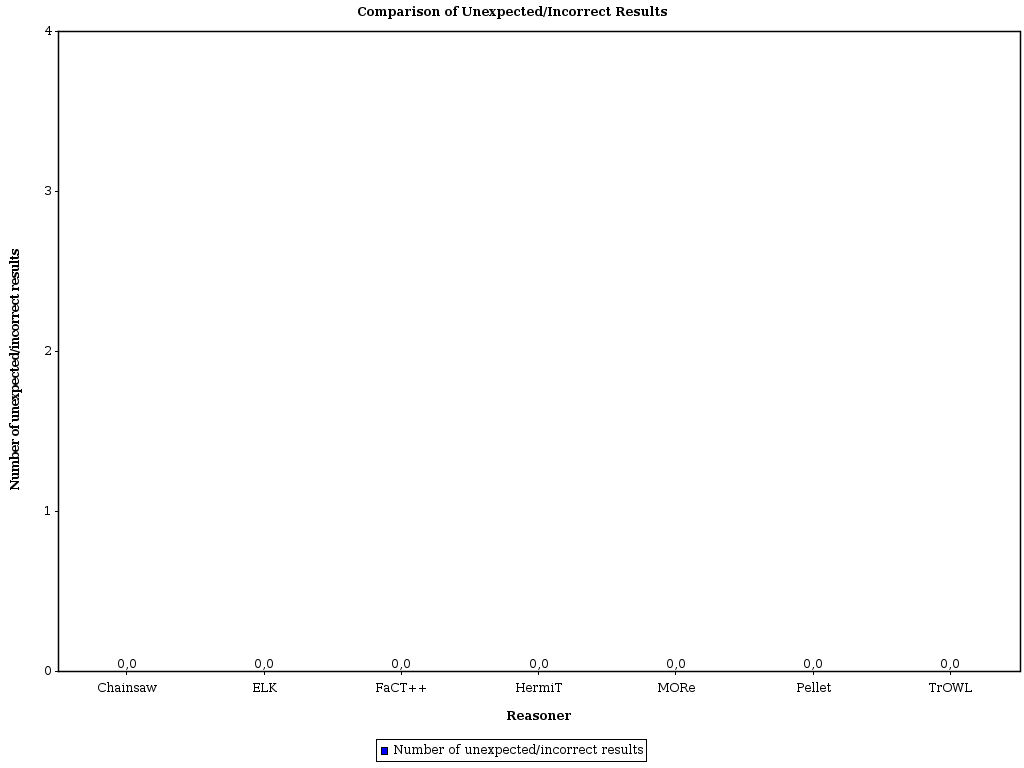 Comparison of Unexpected/Incorrect Results
4
3
2
1
0
Number of unexpected/incorrect results
0,0 0,0 0,0 0,0 0,0 0,0 0,0
Chainsaw ELK FaCT++ HermiT MORe Pellet TrOWL
Reasoner
Number of unexpected/incorrect results